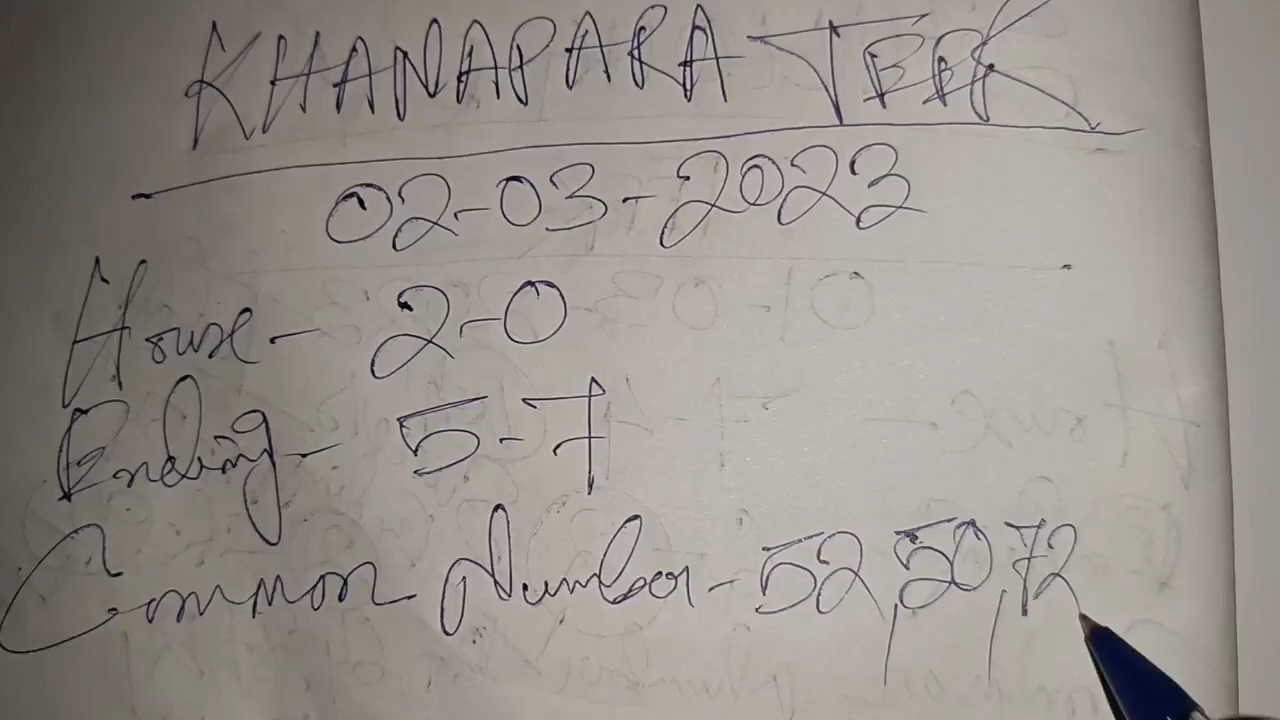 KHANAPARA TEER
02-03-2023
House- 2-0
Ending- 5-7
Common Number- 52,50,72